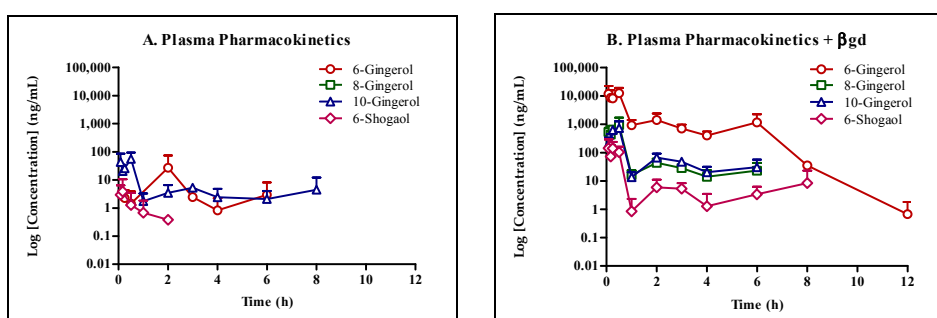 A. Plasma Pharmacokinetics
100,000
10,000
1,000
100
10
1
0.1
0.01
Log [Concentration] (ng/mL)
0 2 4 6 8 10 12
Time (h)
6-Gingerol
8-Gingerol
10-Gingerol
6-Shogaol
B. Plasma Pharmacokinetics + βgd
100,000
10,000
1,000
100
10
1
0.1
0.01
Log [Concentration] (ng/mL)
0 2 4 6 8 10 12
Time (h)
6-Gingerol
8-Gingerol
10-Gingerol
6-Shogaol